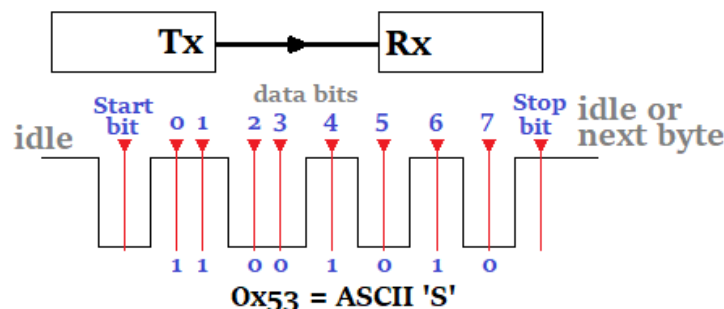 Tx Rx
data bits
Start bit 0 1 2 3 4 5 6 7 Stop bit
idle
idle or
next byte
1 1 0 0 1 0 1 0
0x53 = ASCII 'S'